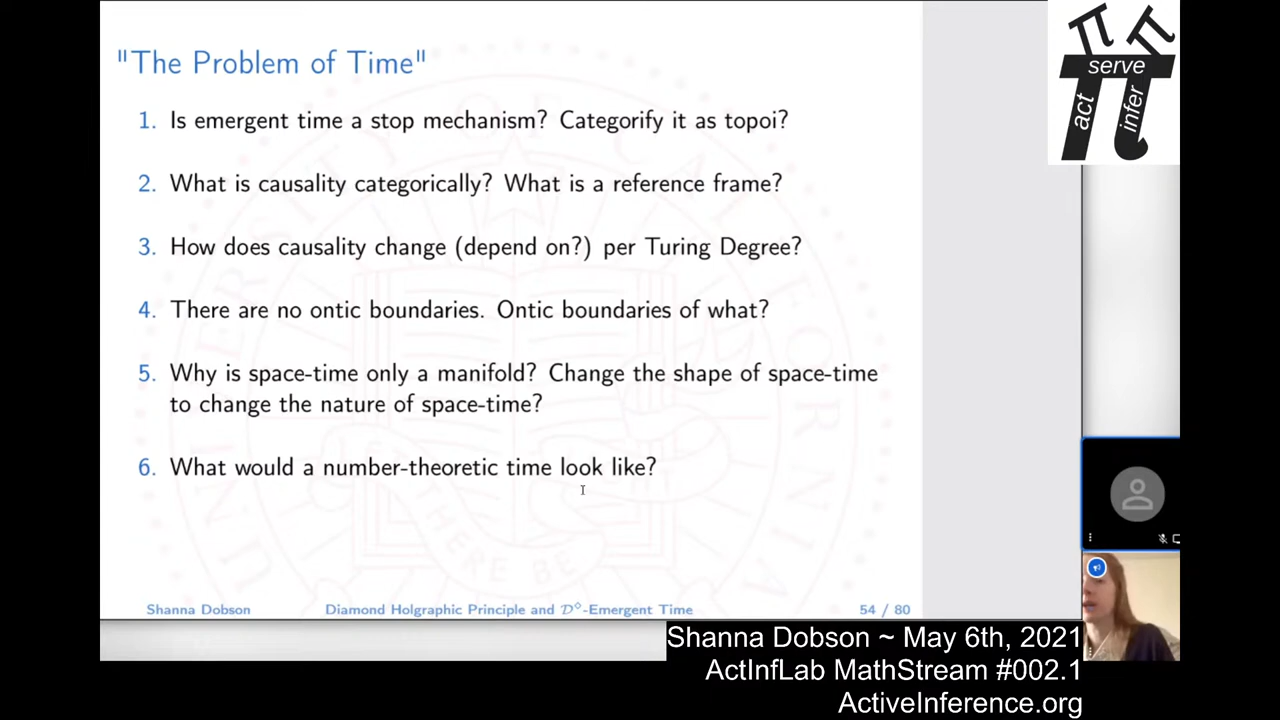 "The Problem of Time"
1. Is emergent time a stop mechanism? Categorify it as topoi?
2. What is causality categorically? What is a reference frame?
3. How does causality change (depend on?) per Turing Degree?
4. There are no ontic boundaries. Ontic boundaries of what?
5. Why is space-time only a manifold? Change the shape of space-time
to change the nature of space-time?
6. What would a number-theoretic time look like?
Shanna Dobson Diamond Holgraphic Principle and 𝒟^◇-Emergent Time 54 / 80
serve
act
infer
Shanna Dobson ~ May 6th, 2021
ActInfLab MathStream #002.1
ActiveInference.org